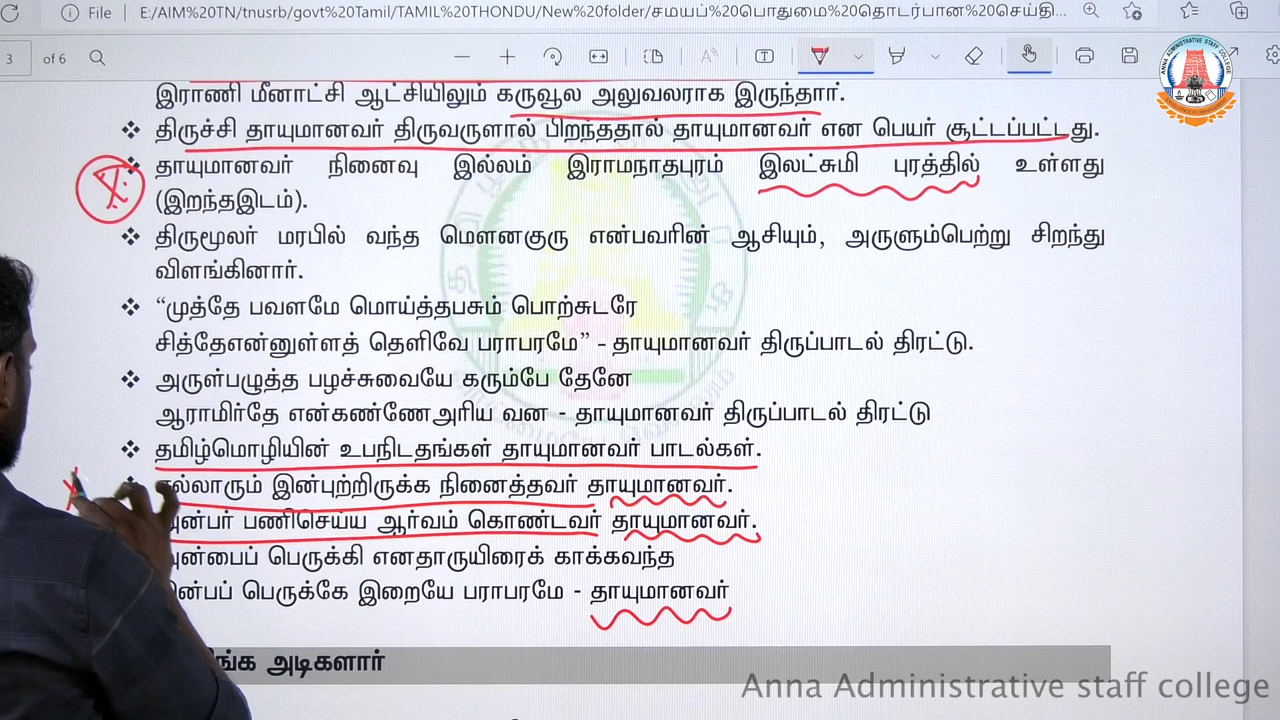 File
E:/AIM%20TN/tnusrb/govt%20Tamil/TAMIL%20THONDU/New%20folder/சமயப்%20பொதுமை%20தொடர்பான%20செய்தி...
3 of 6
இராணி மீனாட்சி ஆட்சியிலும் கருவூல அலுவலராக இருந்தார்.
❖ திருச்சி தாயுமானவர் திருவருளால் பிறந்ததால் தாயுமானவர் என பெயர் சூட்டப்பட்டது.
தாயுமானவர் நினைவு இல்லம் இராமநாதபுரம் இலட்சுமி புரத்தில் உள்ளது
(இறந்தஇடம்).
❖ திருமூலர் மரபில் வந்த மௌனகுரு என்பவரின் ஆசியும், அருளும்பெற்று சிறந்து
விளங்கினார்.
❖ “முத்தே பவளமே மொய்த்தபசும் பொற்சுடரே
சித்தேஎன்னுள்ளத் தெளிவே பராபரமே” – தாயுமானவர் திருப்பாடல் திரட்டு.
❖ அருள்பழுத்த பழச்சுவையே கரும்பே தேனே
ஆராமிர்தே என்கண்ணேஅரிய வன - தாயுமானவர் திருப்பாடல் திரட்டு
❖ தமிழ்மொழியின் உபநிடதங்கள் தாயுமானவர் பாடல்கள்.
இன்புற்றிருக்க நினைத்தவர் தாயுமானவர்.
பணிசெய்ய ஆர்வம் கொண்டவர் தாயுமானவர்.
பெருக்கி எனதாருயிரைக் காக்கவந்த
பெருக்கே இறையே பராபரமே - தாயுமானவர்
அடிகளார்
Anna Administrative staff college
ANNA ADMINISTRATIVE STAFF COLLEGE